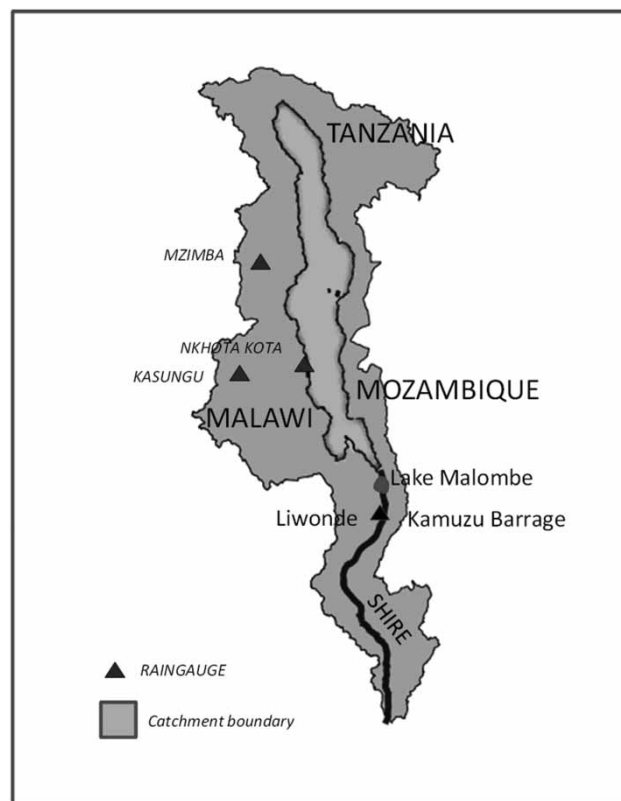 TANZANIA
MZIMBA
NKHOTA KOTA
KASUNGU
MOZAMBIQUE
MALAWI
Lake Malombe
Liwonde
Kamuzu Barrage
SHIRE
RAINGAUGE
Catchment boundary